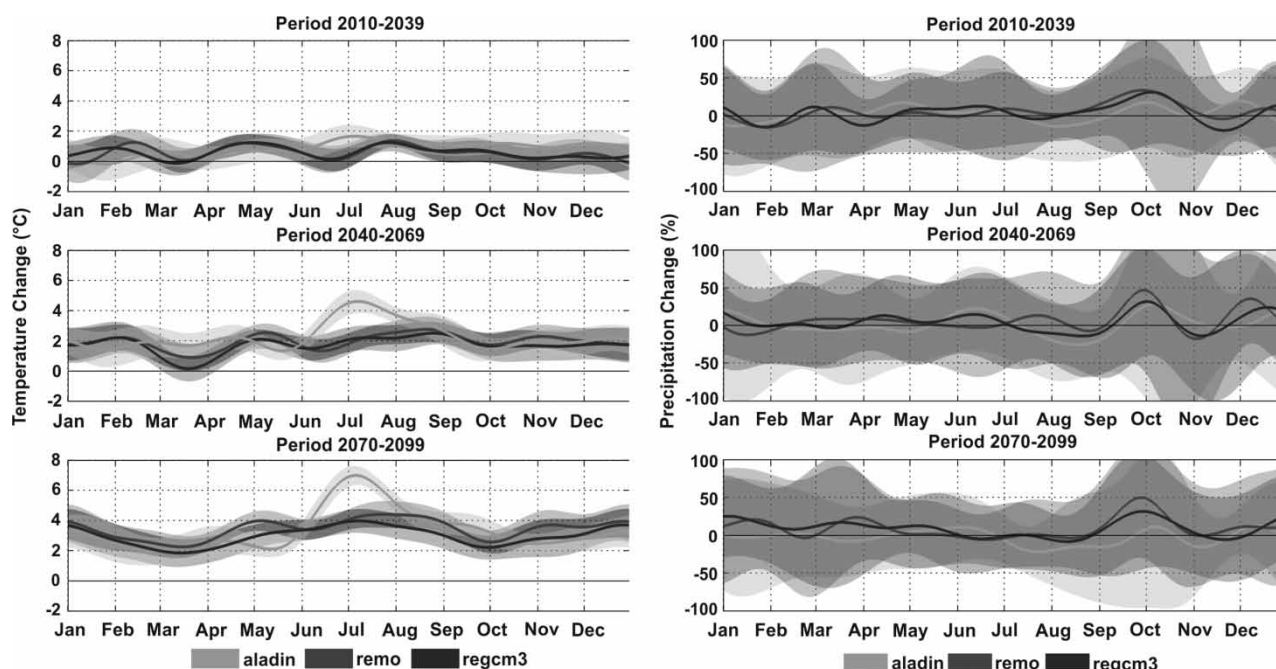 Period 2010-2039
8
6
4
2
0
-2
Jan Feb Mar Apr May Jun Jul Aug Sep Oct Nov Dec
Period 2040-2069
8
6
4
2
0
-2
Jan Feb Mar Apr May Jun Jul Aug Sep Oct Nov Dec
Period 2070-2099
8
6
4
2
0
-2
Jan Feb Mar Apr May Jun Jul Aug Sep Oct Nov Dec
Temperature Change (°C)
aladin remo regcm3
Period 2010-2039
100
50
0
-50
-100
Jan Feb Mar Apr May Jun Jul Aug Sep Oct Nov Dec
Period 2040-2069
100
50
0
-50
-100
Jan Feb Mar Apr May Jun Jul Aug Sep Oct Nov Dec
Period 2070-2099
100
50
0
-50
-100
Jan Feb Mar Apr May Jun Jul Aug Sep Oct Nov Dec
Precipitation Change (%)
aladin remo regcm3